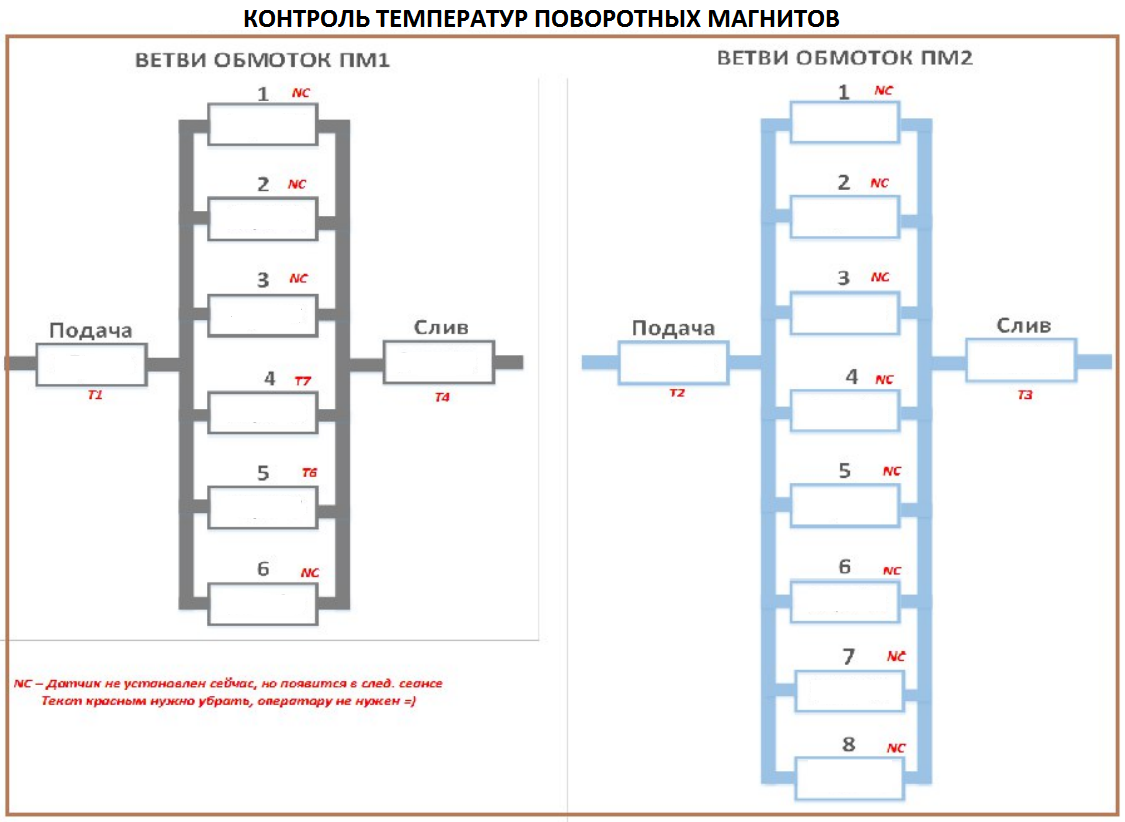 КОНТРОЛЬ ТЕМПЕРАТУР ПОВОРОТНЫХ МАГНИТОВ
ВЕТВИ ОБМОТОК ПМ1
1 NC
2 NC
3 NC
Подача
T1
Слив
T4
4 T7
5 T6
6 NC
NC – Датчик не установлен сейчас, но появится в след. сеансе
Текст красным нужно убрать, оператару не нужен =)
ВЕТВИ ОБМОТОК ПМ2
1 NC
2 NC
3 NC
Подача
T2
Слив
T3
4 NC
5 NC
6 NC
7 NC
8 NC